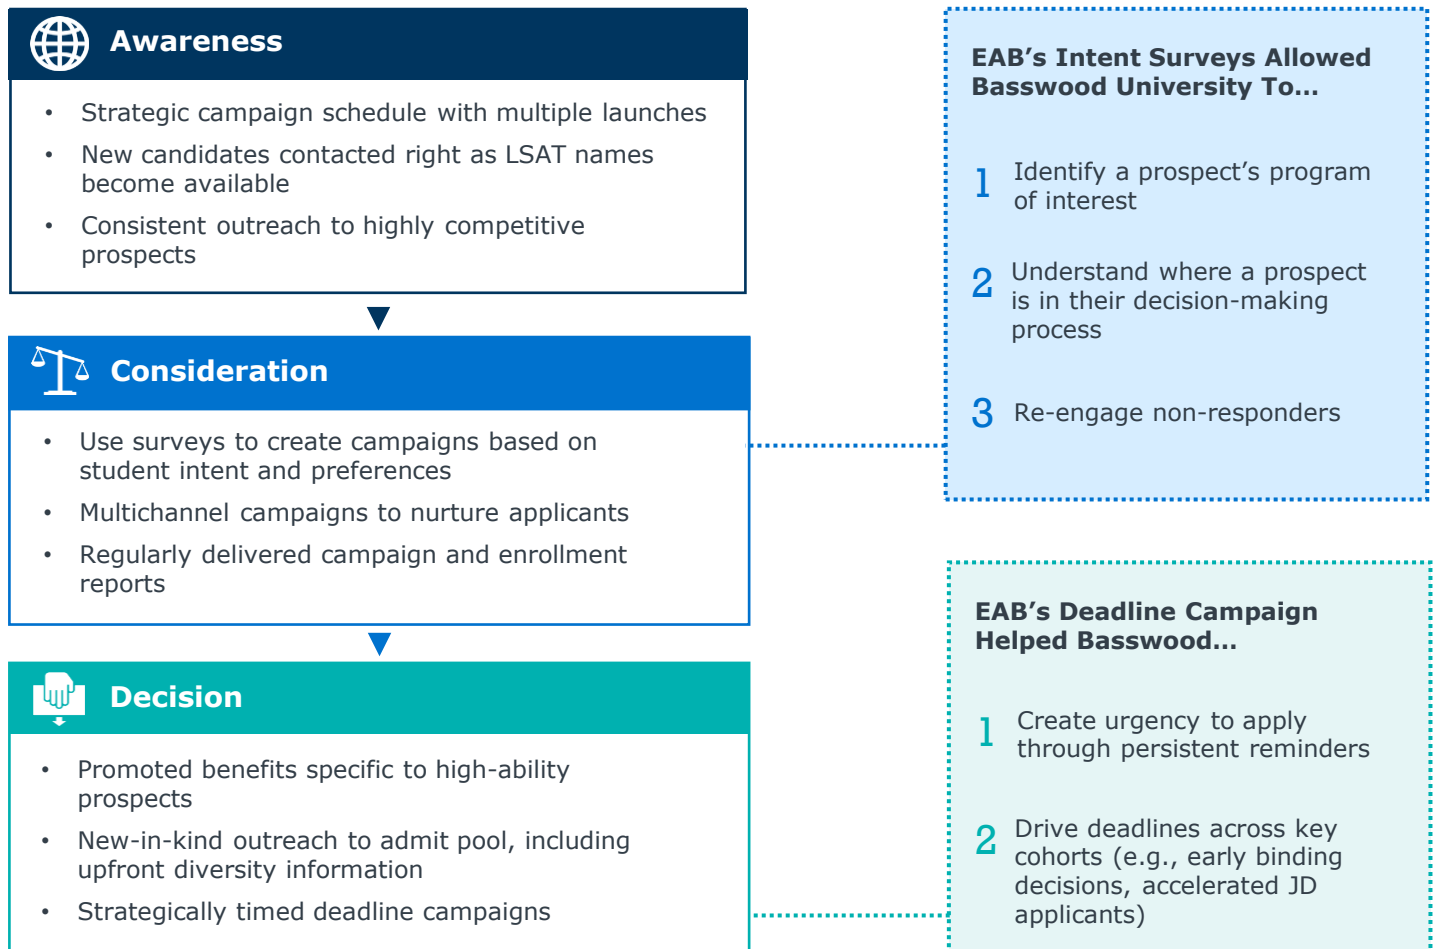 Awareness
• Strategic campaign schedule with multiple launches
• New candidates contacted right as LSAT names
become available
• Consistent outreach to highly competitive
prospects
Consideration
• Use surveys to create campaigns based on
student intent and preferences
• Multichannel campaigns to nurture applicants
• Regularly delivered campaign and enrollment
reports
Decision
• Promoted benefits specific to high-ability
prospects
• New-in-kind outreach to admit pool, including
upfront diversity information
• Strategically timed deadline campaigns
EAB’s Intent Surveys Allowed
Basswood University To…
1 Identify a prospect’s program
of interest
2 Understand where a prospect
is in their decision-making
process
3 Re-engage non-responders
EAB’s Deadline Campaign
Helped Basswood…
1 Create urgency to apply
through persistent reminders
2 Drive deadlines across key
cohorts (e.g., early binding
decisions, accelerated JD
applicants)